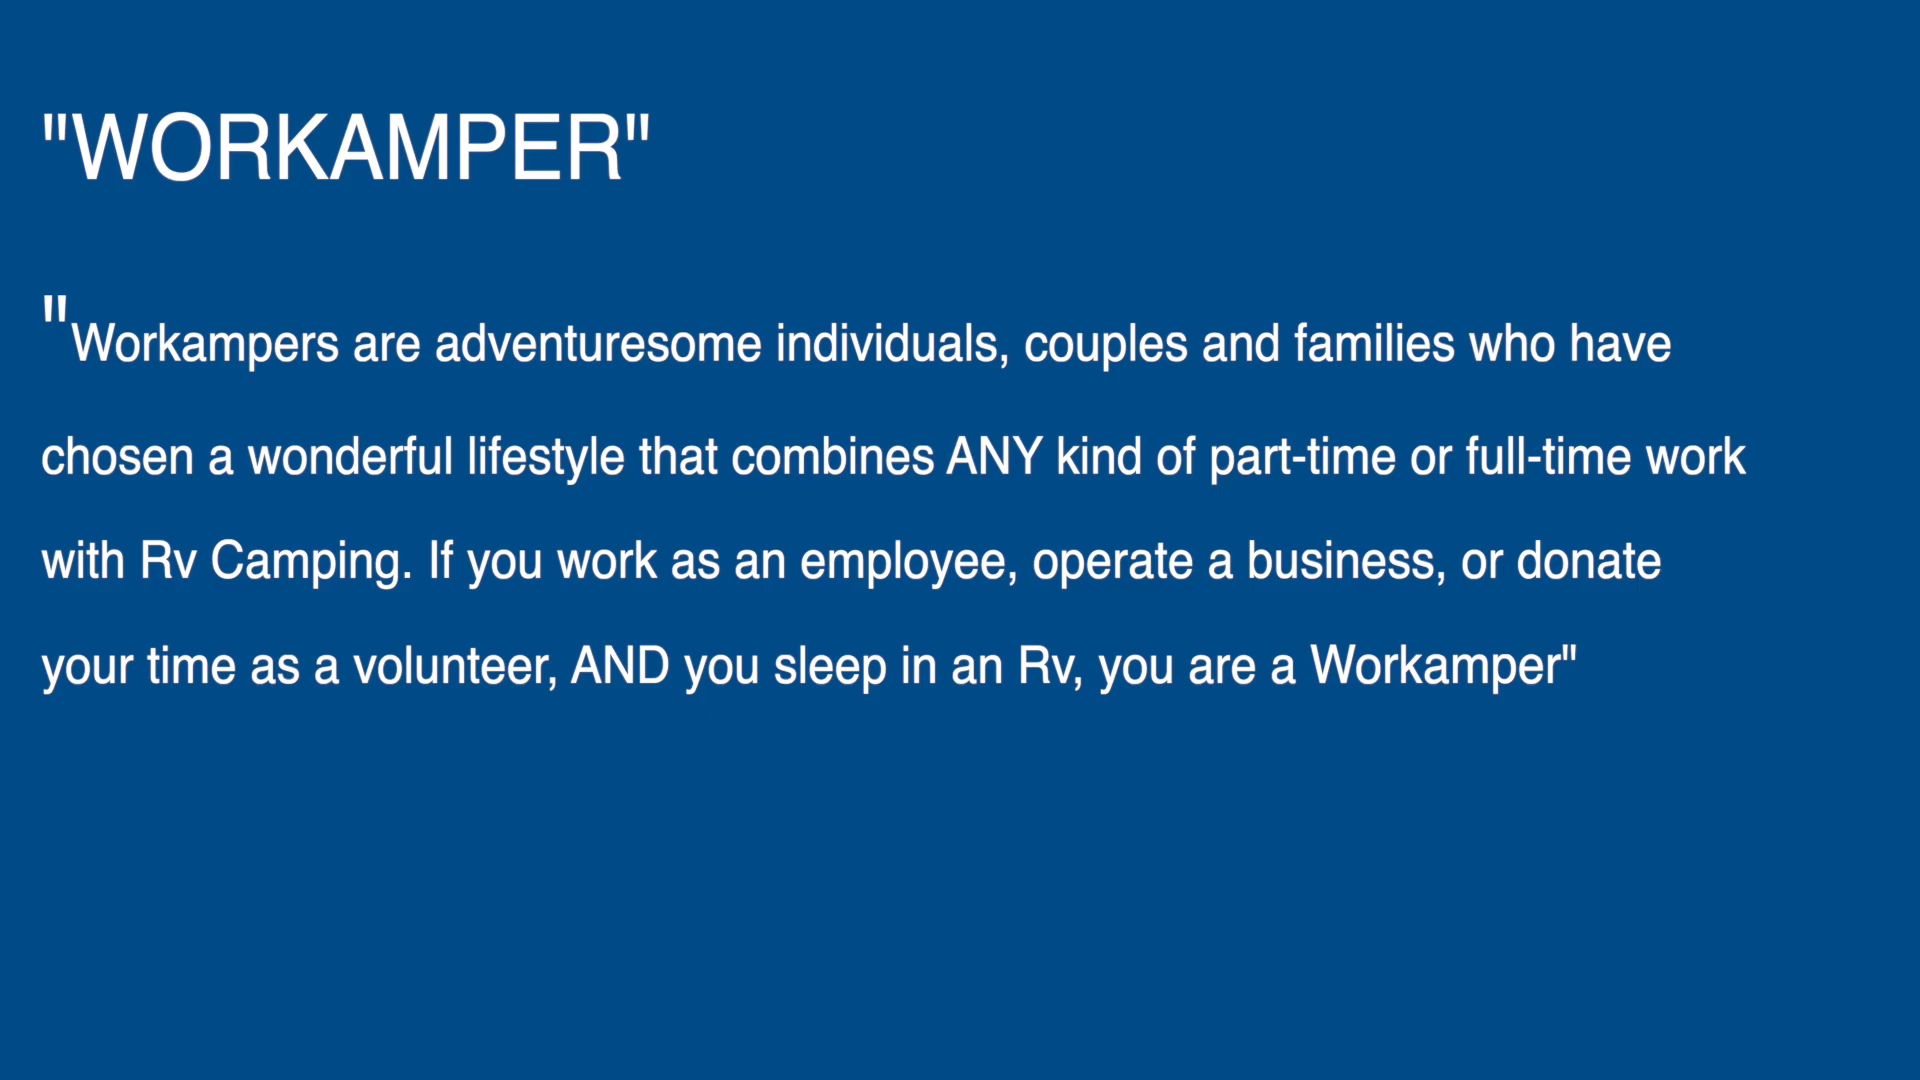 "WORKAMPER"
"Workampers are adventuresome individuals, couples and families who have
chosen a wonderful lifestyle that combines ANY kind of part-time or full-time work
with Rv Camping. If you work as an employee, operate a business, or donate
your time as a volunteer, AND you sleep in an Rv, you are a Workamper"